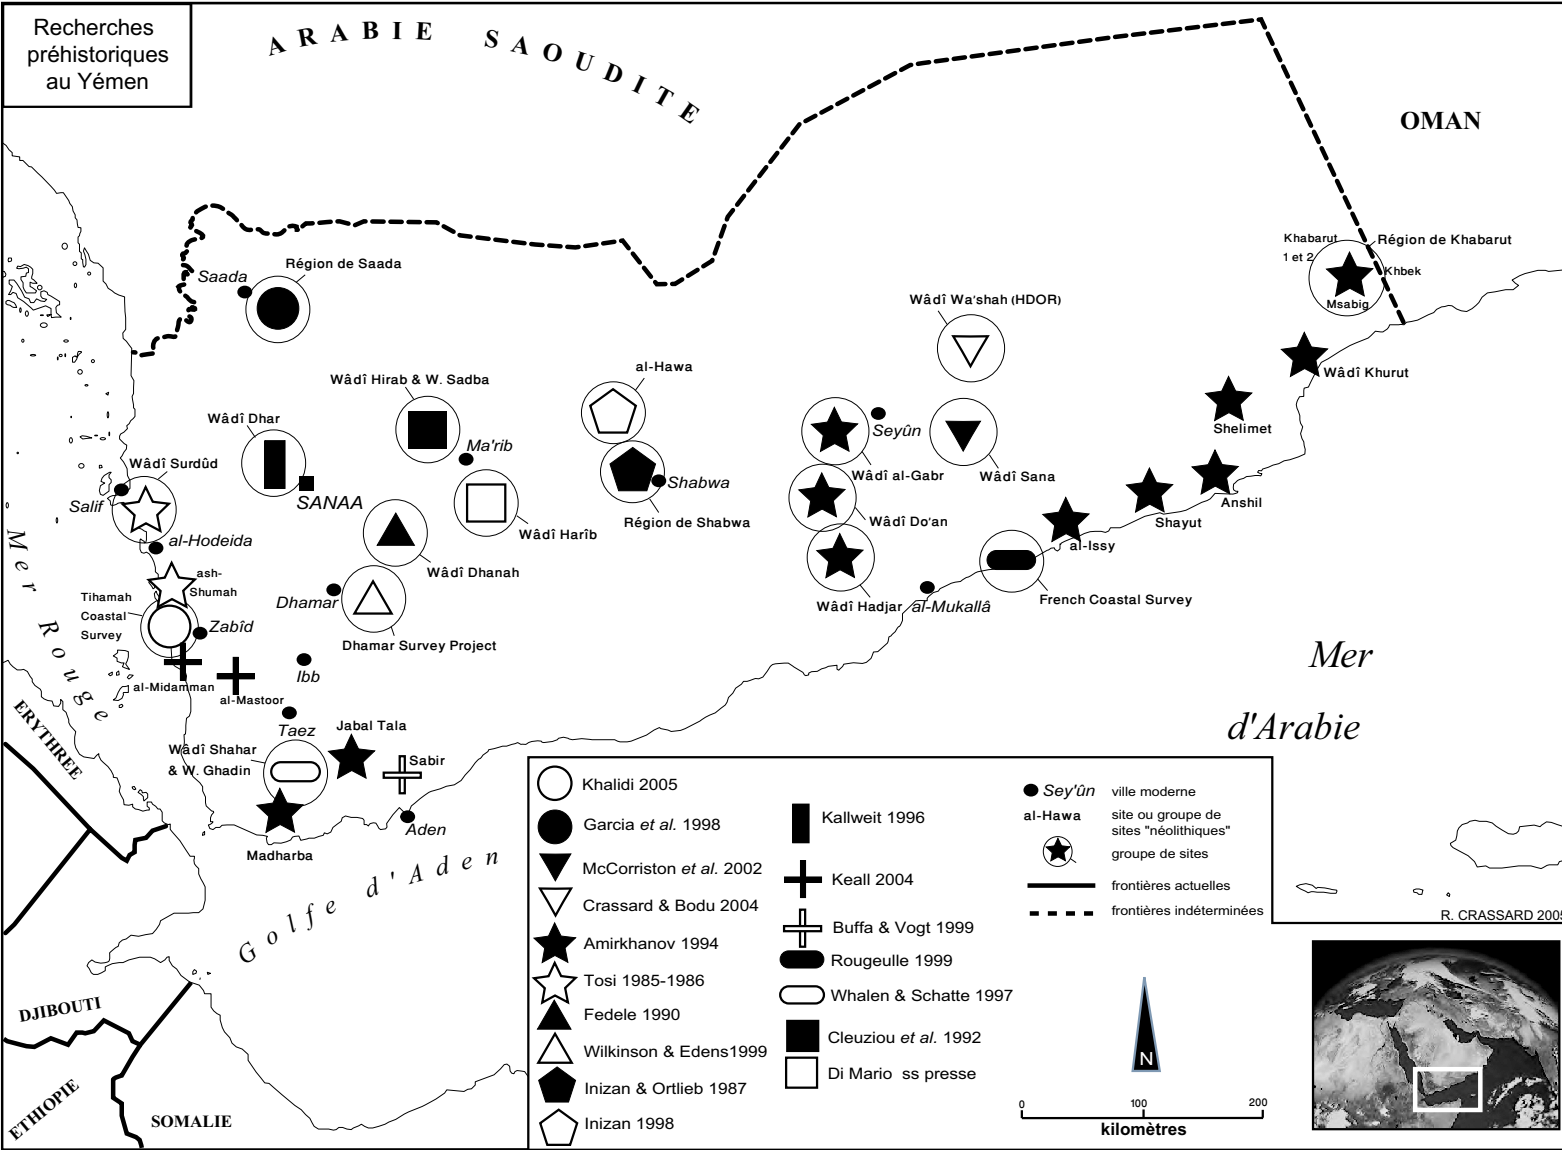 Recherches
préhistoriques
au Yémen
ARABIE SAOUDITE
OMAN
Khabarut
1 et 2
Région de Khabarut
Khbek
Msabig
Saada
Région de Saada
Wâdî Wa'shah (HDOR)
Wâdî Khurut
al-Hawa
Wâdî Hirab & W. Sadba
Shelimet
Wâdî Dhar
Ma'rib
Seyûn
Wâdî Surdûd
Wâdî al-Gabr
Wâdî Sana
Salif
SANAA
Shabwa
Anshil
Région de Shabwa
Wâdî Do'an
Shayut
Wâdî Harîb
al-Hodeida
al-Issy
Wâdî Dhanah
ash-
Shumah
Mer Rouge
Tihamah
Coastal
Survey
Dhamar
Wâdî Hadjar
al-Mukallâ
French Coastal Survey
Zabîd
Dhamar Survey Project
Mer
d'Arabie
Ibb
al-Midamman
al-Mastoor
ERYTHREE
Taez
Jabal Tala
Wâdî Shahar
& W. Ghadin
Sabir
Aden
Madharba
Golfe d'Aden
DJIBOUTI
ETHIOPIE
SOMALIE
Khalidi 2005
Garcia et al. 1998
McCorriston et al. 2002
Crassard & Bodu 2004
Amirkhanov 1994
Tosi 1985-1986
Fedele 1990
Wilkinson & Edens1999
Inizan & Ortlieb 1987
Inizan 1998
Kallweit 1996
Keall 2004
Buffa & Vogt 1999
Rougeulle 1999
Whalen & Schatte 1997
Cleuziou et al. 1992
Di Mario ss presse
Sey'ûn ville moderne
al-Hawa site ou groupe de
sites "néolithiques"
groupe de sites
frontières actuelles
frontières indéterminées
R. CRASSARD 2005
N
0 100 200
kilomètres